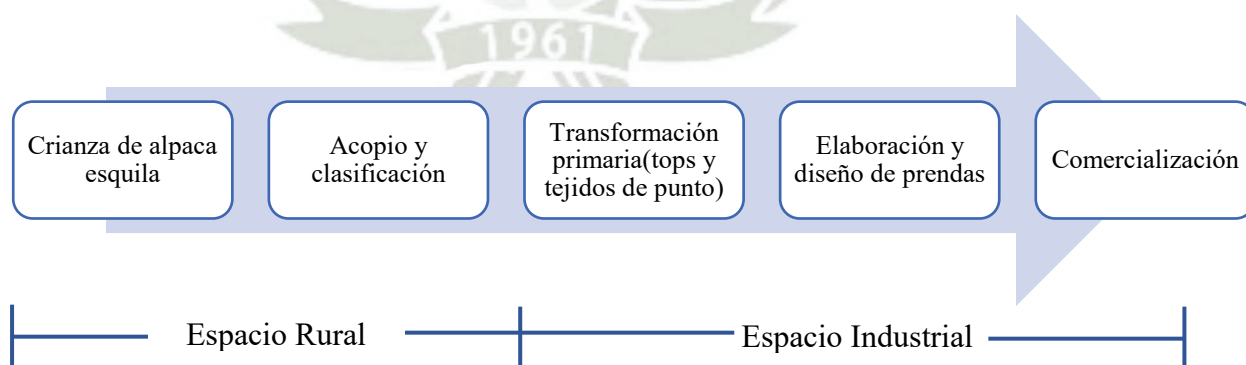 1961
Crianza de alpaca
esquila
Acopio y
clasificación
Transformación
primaria(tops y
tejidos de punto)
Elaboración y
diseño de prendas
Comercialización
Espacio Rural
Espacio Industrial